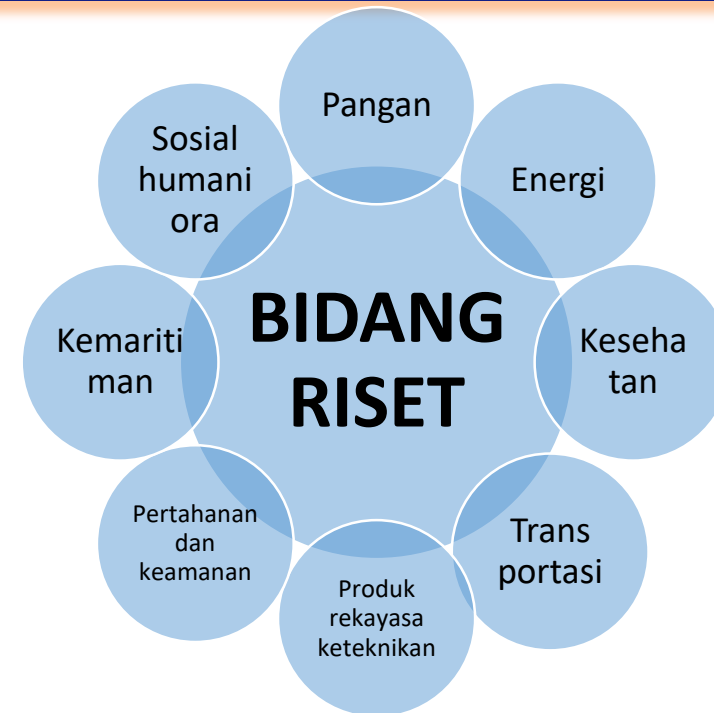 Pangan
Energi
Keseha
tan
Trans
portasi
Produk
rekayasa
keteknikan
Pertahanan
dan
keamanan
Kemariti
man
Sosial
humani
ora
BIDANG
RISET